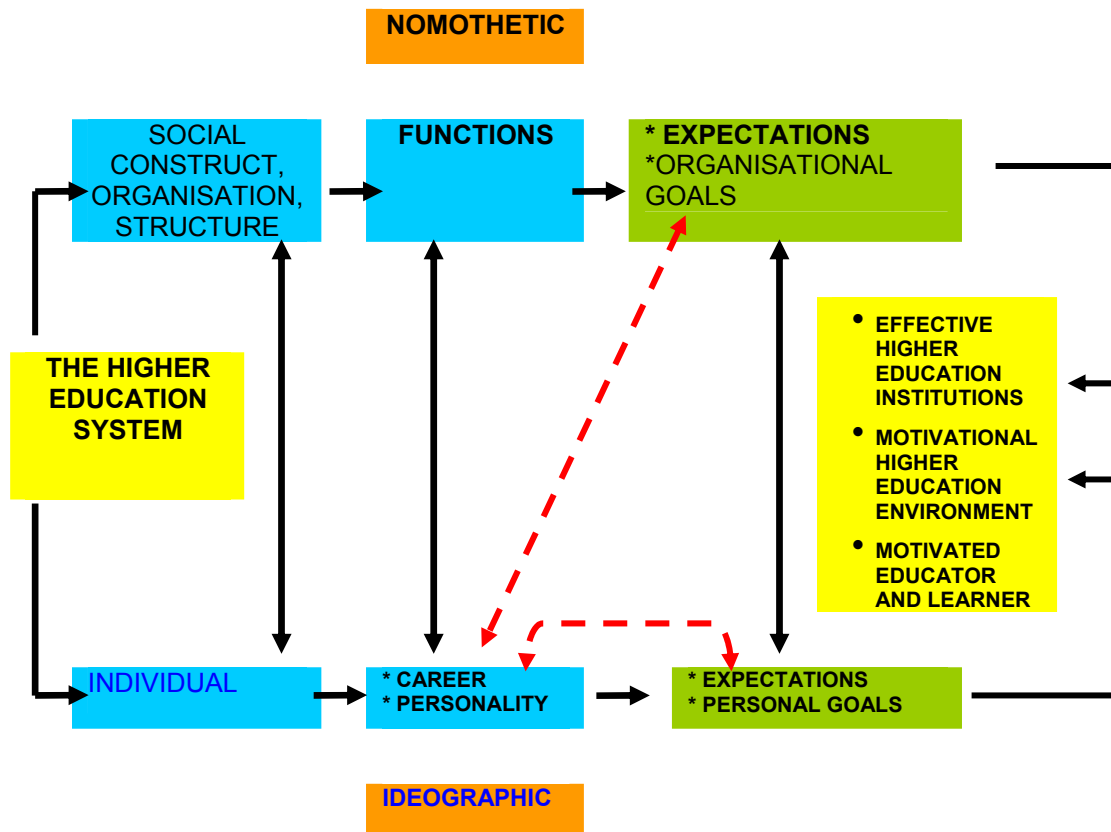 NOMOTHETIC
SOCIAL
CONSTRUCT,
ORGANISATION,
STRUCTURE
FUNCTIONS
* EXPECTATIONS
*ORGANISATIONAL
GOALS
THE HIGHER
EDUCATION
SYSTEM
• EFFECTIVE
HIGHER
EDUCATION
INSTITUTIONS
• MOTIVATIONAL
HIGHER
EDUCATION
ENVIRONMENT
• MOTIVATED
EDUCATOR
AND LEARNER
INDIVIDUAL
* CAREER
* PERSONALITY
* EXPECTATIONS
* PERSONAL GOALS
IDEOGRAPHIC